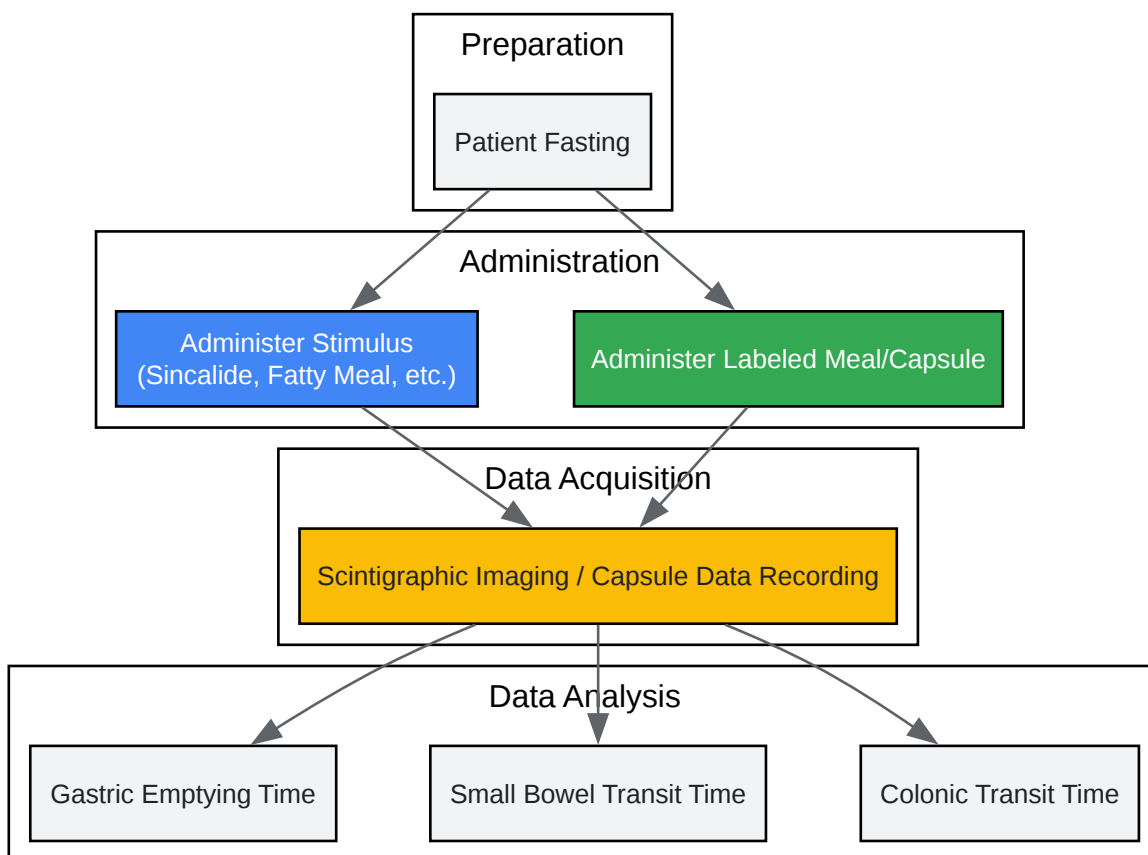 Preparation
Patient Fasting
Administration
Administer Stimulus
(Sincalide, Fatty Meal, etc.)
Administer Labeled Meal/Capsule
Data Acquisition
Scintigraphic Imaging / Capsule Data Recording
Data Analysis
Gastric Emptying Time
Small Bowel Transit Time
Colonic Transit Time